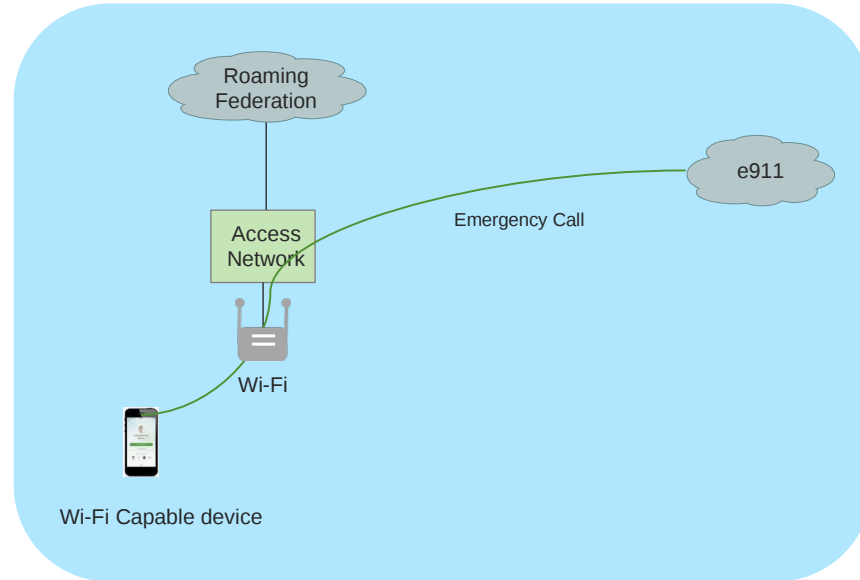 Roaming
Federation
e911
Emergency Call
Access
Network
Wi-Fi
Wi-Fi Capable device